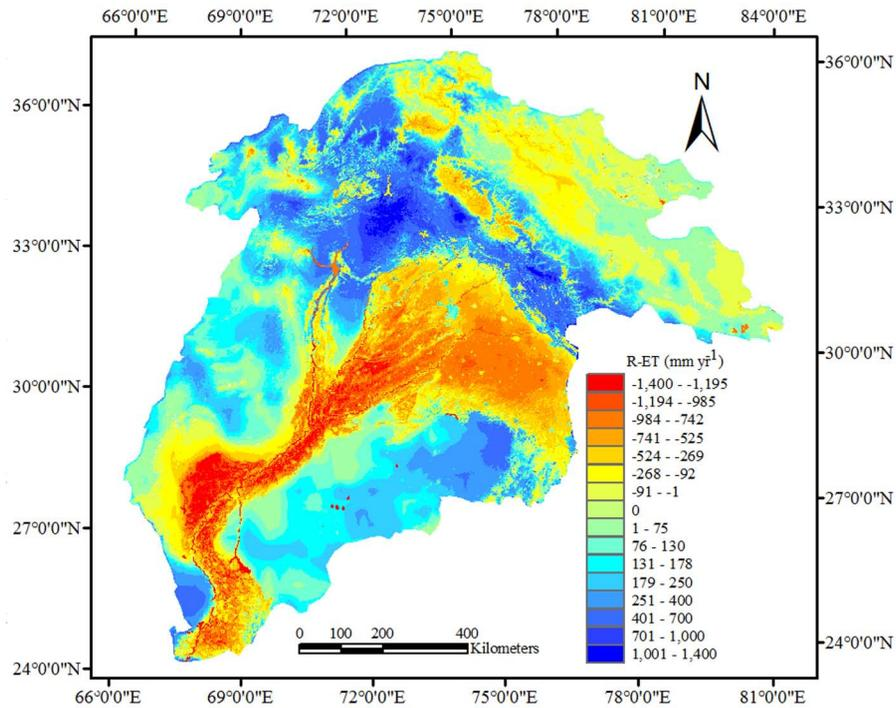 66°0'0"E 69°0'0"E 72°0'0"E 75°0'0"E 78°0'0"E 81°0'0"E 84°0'0"E
36°0'0"N
N
36°0'0"N
33°0'0"N
33°0'0"N
30°0'0"N
R-ET (mm yr1)
30°0'0"N
-1,400 - -1,195
-1,194 - -985
-984 - -742
-741 - -525
-524 - -269
-268 - -92
-91 - -1
0
1 - 75
76 - 130
131 - 178
179 - 250
251 - 400
401 - 700
701 - 1,000
1,001 - 1,400
27°0'0"N
27°0'0"N
24°0'0"N
0 100 200 400
Kilometers
24°0'0"N
66°0'0"E 69°0'0"E 72°0'0"E 75°0'0"E 78°0'0"E 81°0'0"E